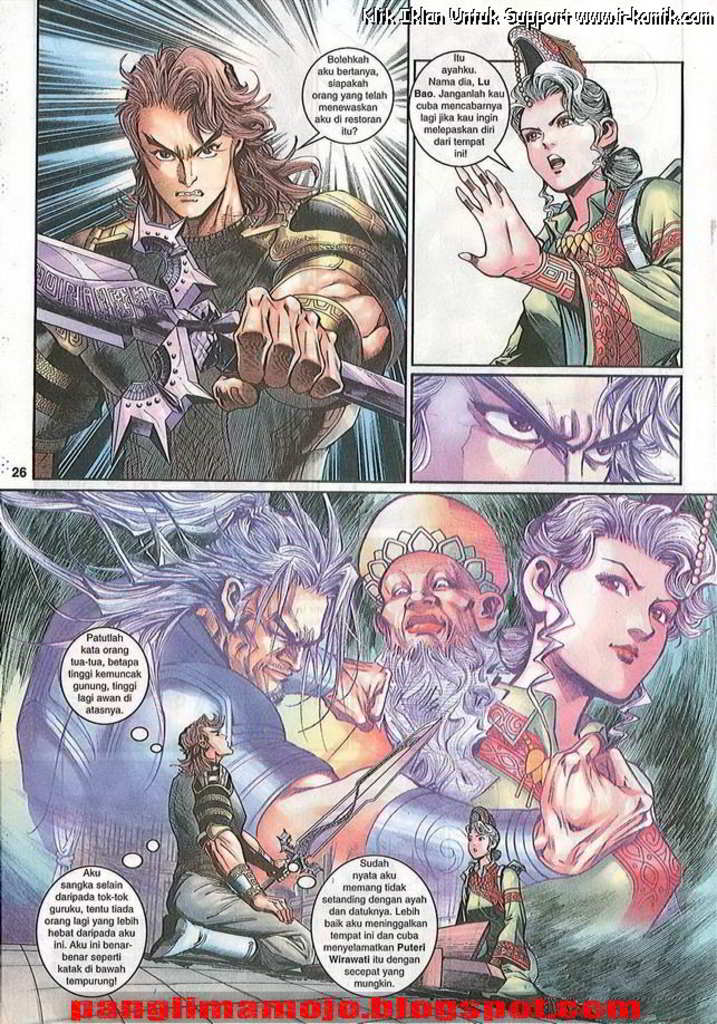 Klik Iklan Untuk Support www.ir-komik.com
Bolehkah
aku bertanya,
siapakah
orang yang telah
menewaskan
aku di restoran
itu?
Itu
ayahku.
Nama dia, Lu
Bao. Janganlah kau
cuba mencabarnya
lagi jika kau ingin
melepaskan diri
dari tempat
ini!
26
Patutlah
kata orang
tua-tua, betapa
tinggi kemuncak
gunung, tinggi
lagi awan di
atasnya.
Aku
sangka selain
daripada tok-tok
guruku, tentu tiada
orang lagi yang lebih
hebat daripada aku
ini. Aku ini benar-
benar seperti
katak di bawah
tempurung!
Sudah
nyata aku
memang tidak
setanding dengan ayah
dan datuknya. Lebih
baik aku meninggalkan
tempat ini dan cuba
menyelamatkan Puteri
Wirawati itu dengan
secepat yang
mungkin.
panglimamojo.blogspot.com